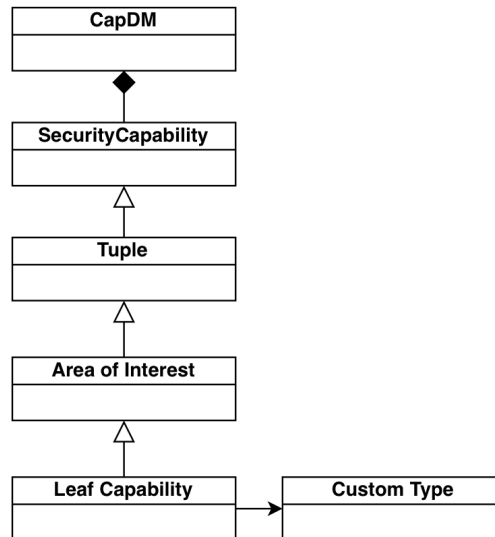 CapDM
SecurityCapability
Tuple
Area of Interest
Leaf Capability
Custom Type